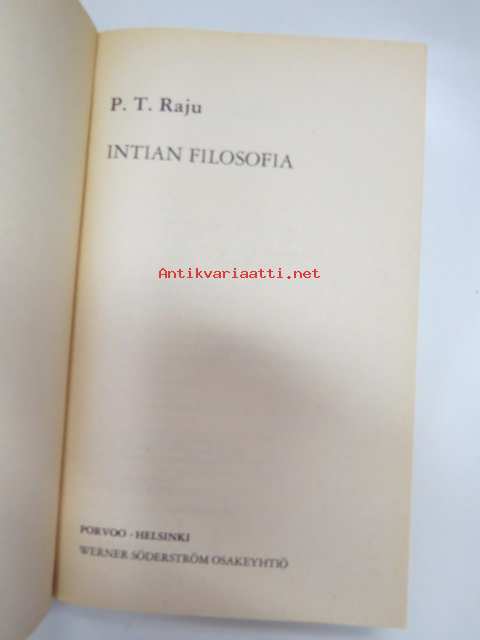 P. T. Raju
INTIAN FILOSOFIA
Antikvariaatti.net
PORVOO - HELSINKI
WERNER SÖDERSTRÖM OSAKEYHTIÖ